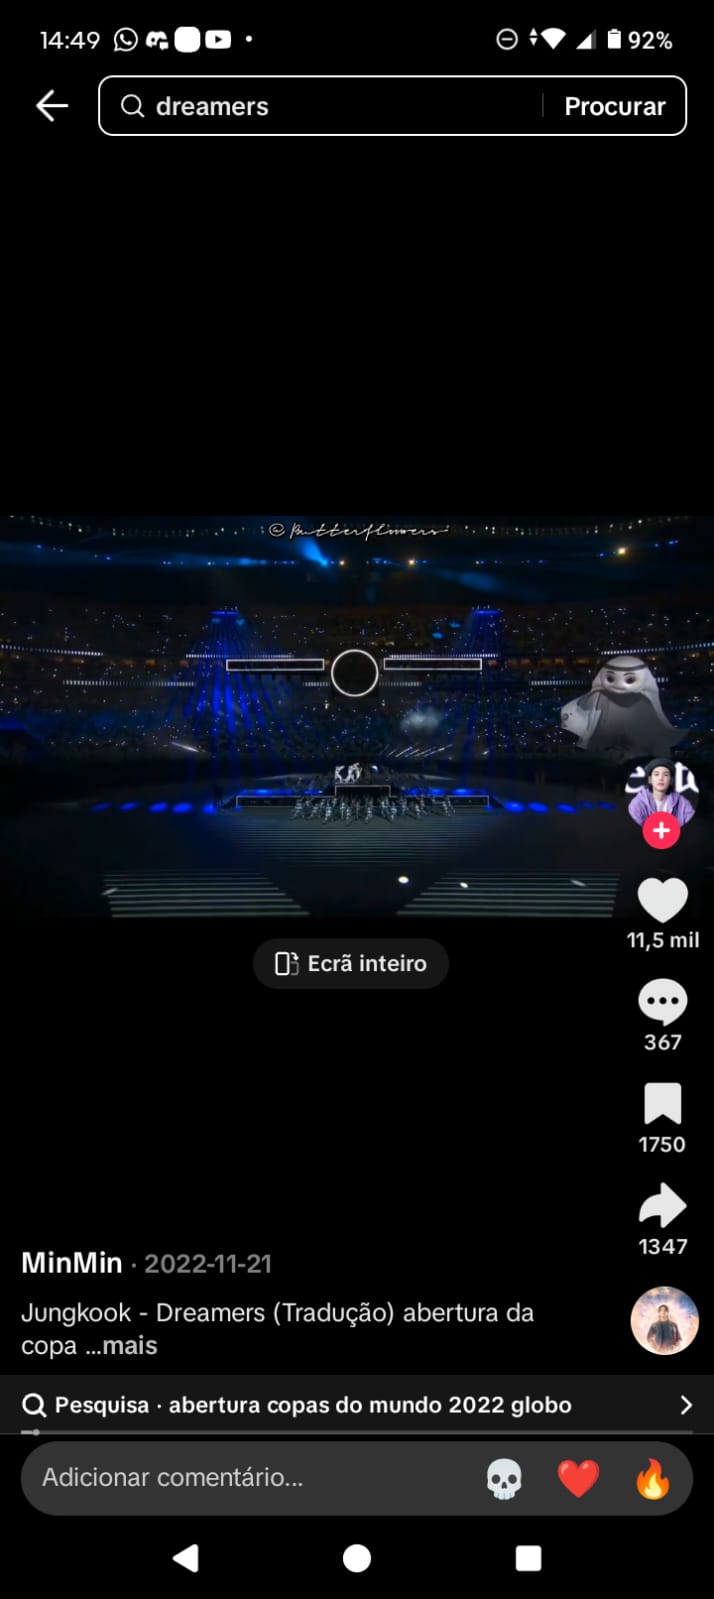 14:49
92%
dreamers
Procurar
@Butterflowers
Ecrã inteiro
11,5 mil
367
1750
1347
MinMin · 2022-11-21
Jungkook - Dreamers (Tradução) abertura da
copa ...mais
Pesquisa · abertura copas do mundo 2022 globo
Adicionar comentário...